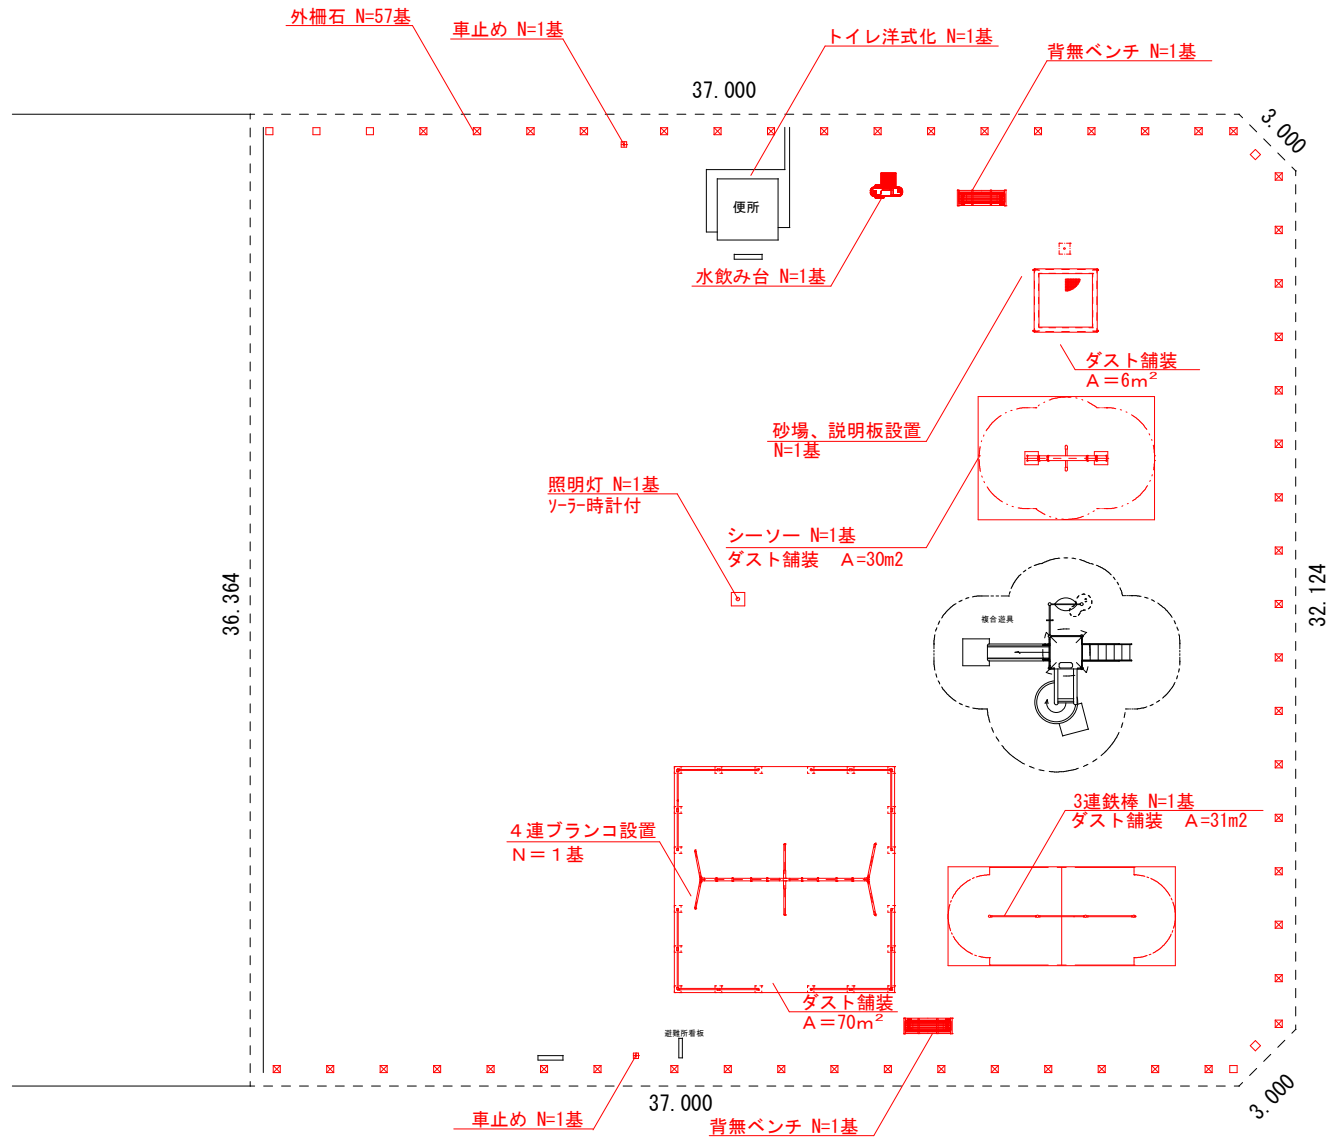 外柵石 N=57基
車止め N=1基
トイレ洋式化 N=1基
背無ベンチ N=1基
37.000
3.000
便所
水飲み台 N=1基
ダスト舗装
A=6m²
砂場、説明板設置
N=1基
照明灯 N=1基
ソーラー時計付
シーソー N=1基
ダスト舗装 A=30m2
36.364
32.124
複合遊具
3連鉄棒 N=1基
ダスト舗装 A=31m2
4連ブランコ設置
N=1基
ダスト舗装
A=70m²
避難所看板
37.000
3.000
車止め N=1基
背無ベンチ N=1基